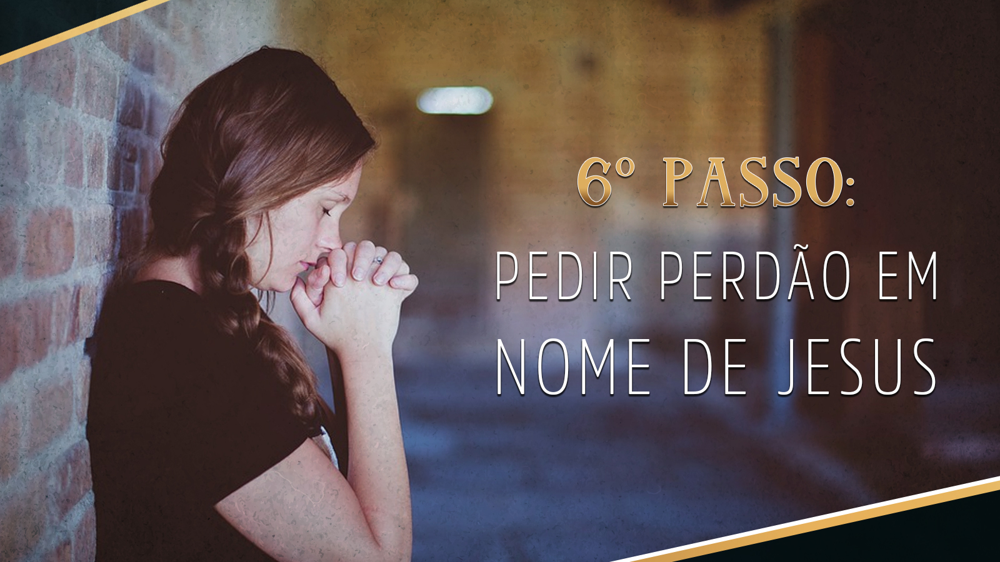 6º PASSO:
PEDIR PERDÃO EM
NOME DE JESUS